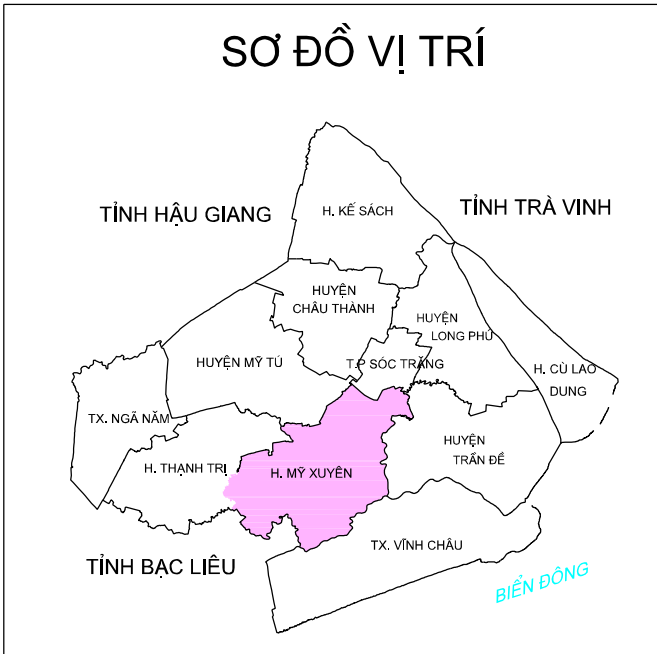 SƠ ĐỒ VỊ TRÍ
TỈNH HẬU GIANG
H. KẾ SÁCH
TỈNH TRÀ VINH
HUYỆN
CHÂU THÀNH
HUYỆN
LONG PHÚ
HUYỆN MỸ TÚ
T.P SÓC TRĂNG
H. CÙ LAO
DUNG
TX. NGÃ NĂM
HUYỆN
TRẦN ĐỀ
H. THẠNH TRỊ
H. MỸ XUYÊN
TX. VĨNH CHÂU
TỈNH BẠC LIÊU
BIỂN ĐÔNG